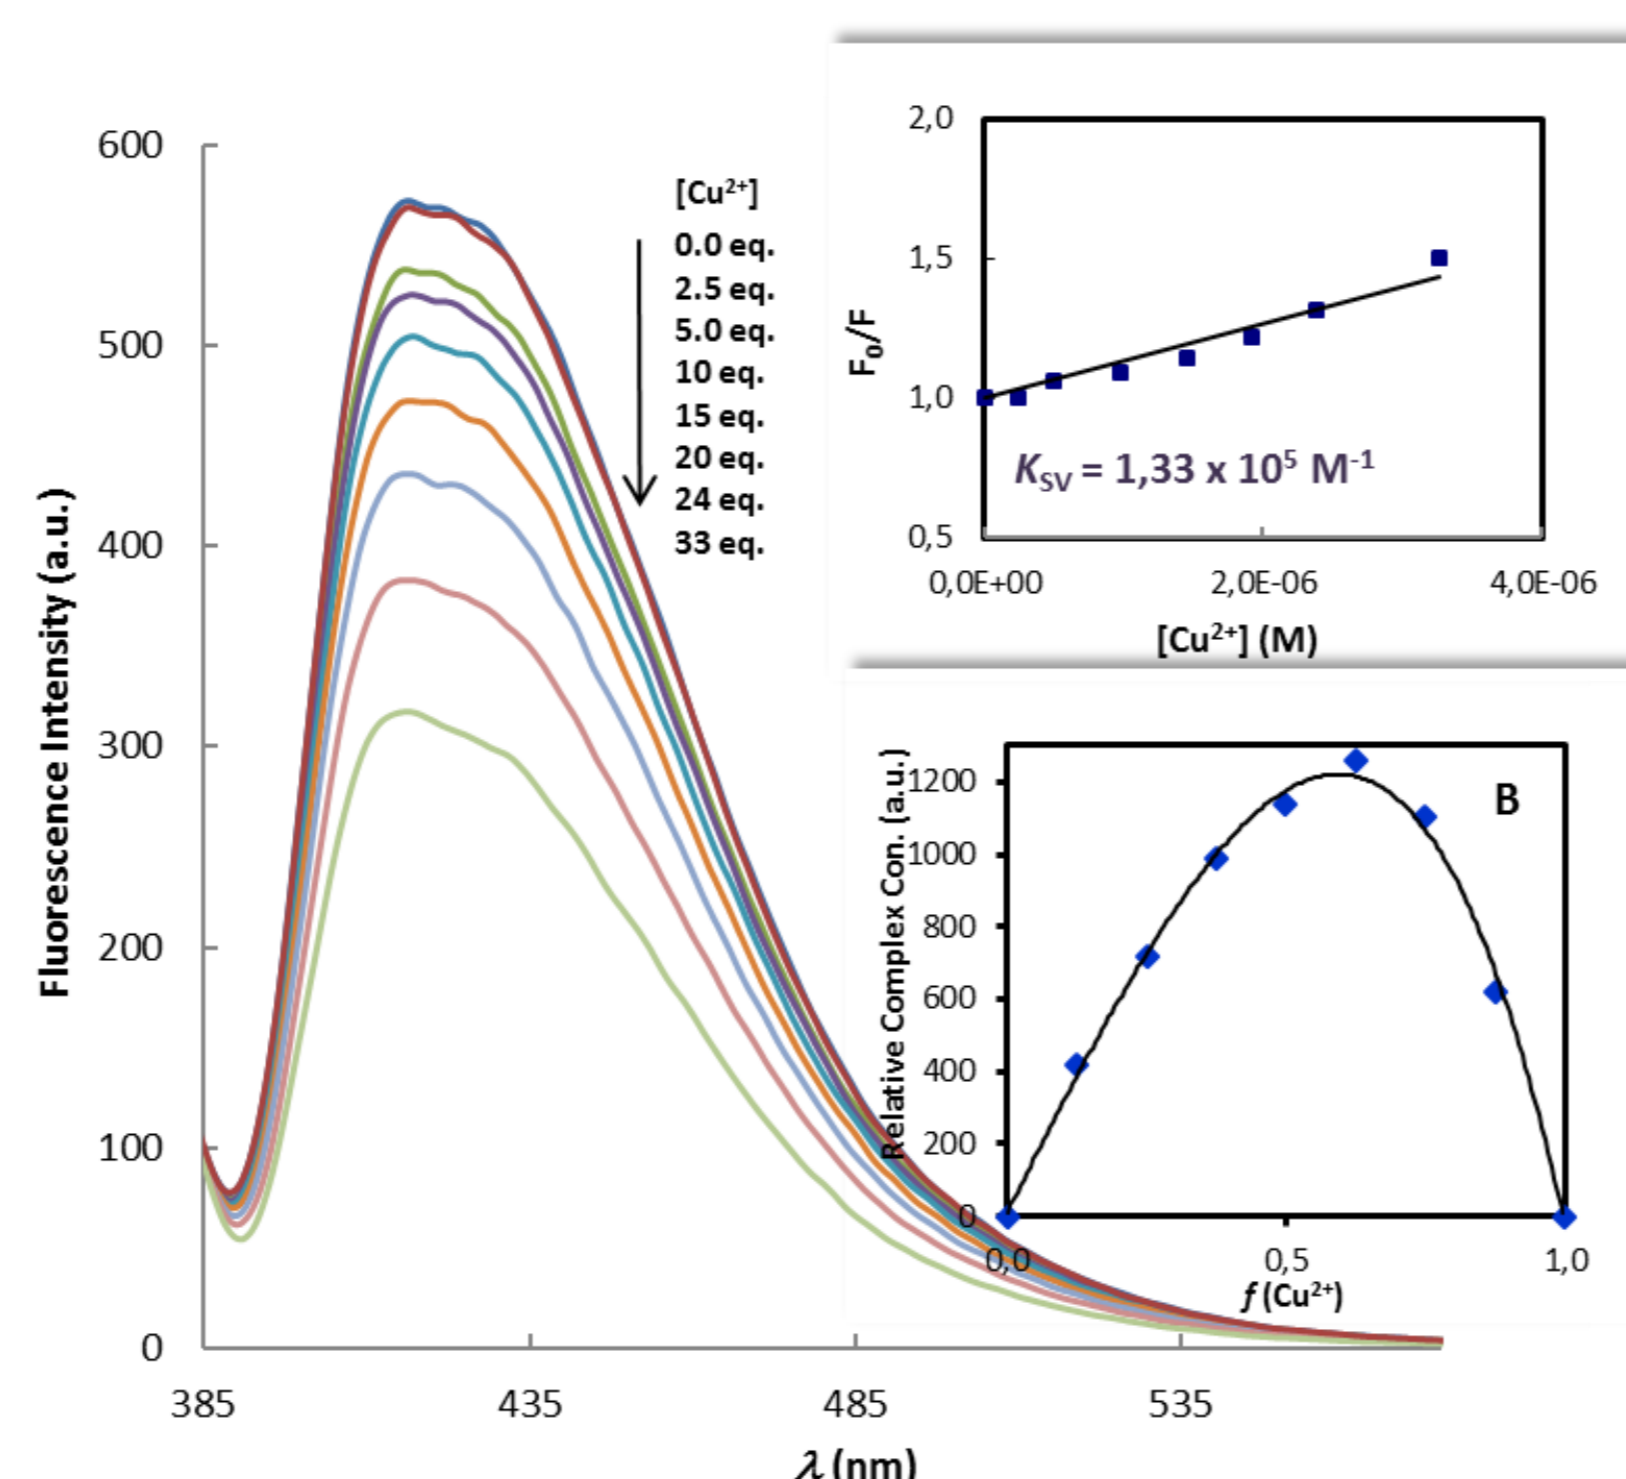 600
500
400
300
200
100
0
385
435
485
535
λ (nm)
Fluorescence Intensity (a.u.)
[Cu²⁺]
0.0 eq.
2.5 eq.
5.0 eq.
10 eq.
15 eq.
20 eq.
24 eq.
33 eq.
2,0
1,5
1,0
0,5
F₀/F
K_SV = 1,33 x 10⁵ M⁻¹
0,0E+00
2,0E-06
4,0E-06
[Cu²⁺] (M)
B
1200
1000
800
600
400
200
0
Relative Complex Con. (a.u.)
0,0
0,5
1,0
f (Cu²⁺)